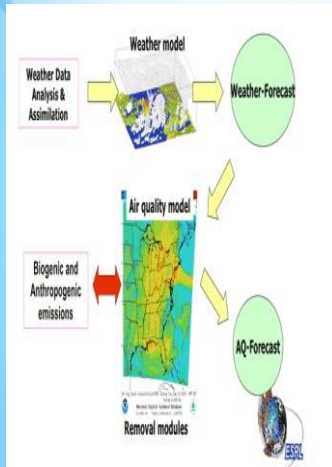 Weather model
Weather Data
Analysis &
Assimilation
Weather-Forecast
Air quality model
Biogenic and
Anthropogenic
emissions
AQ-Forecast
Removal modules
ESRL